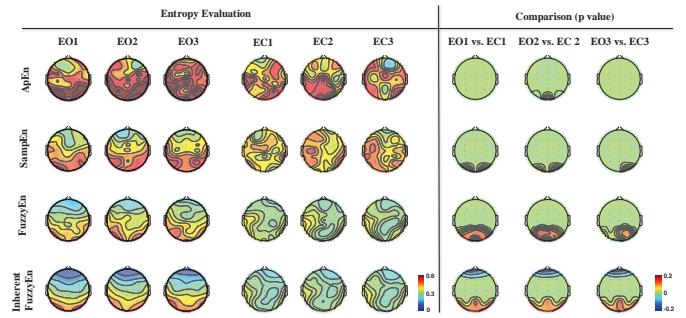 Entropy Evaluation
Comparison (p value)
EO1 EO2 EO3 EC1 EC2 EC3 EO1 vs. EC1 EO2 vs. EC 2 EO3 vs. EC3
ApEn
SampEn
FuzzyEn
Inherent
FuzzyEn
0.6
0.3
0
0.2
0
-0.2